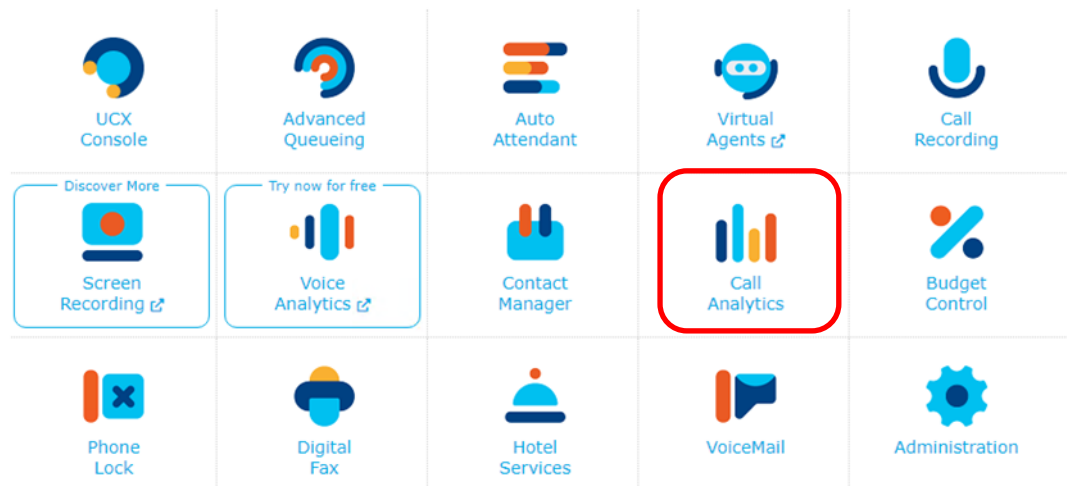 UCX
Console
Advanced
Queueing
Auto
Attendant
Virtual
Agents
Call
Recording
Discover More
Screen
Recording
Try now for free
Voice
Analytics
Contact
Manager
Call
Analytics
Budget
Control
Phone
Lock
Digital
Fax
Hotel
Services
VoiceMail
Administration